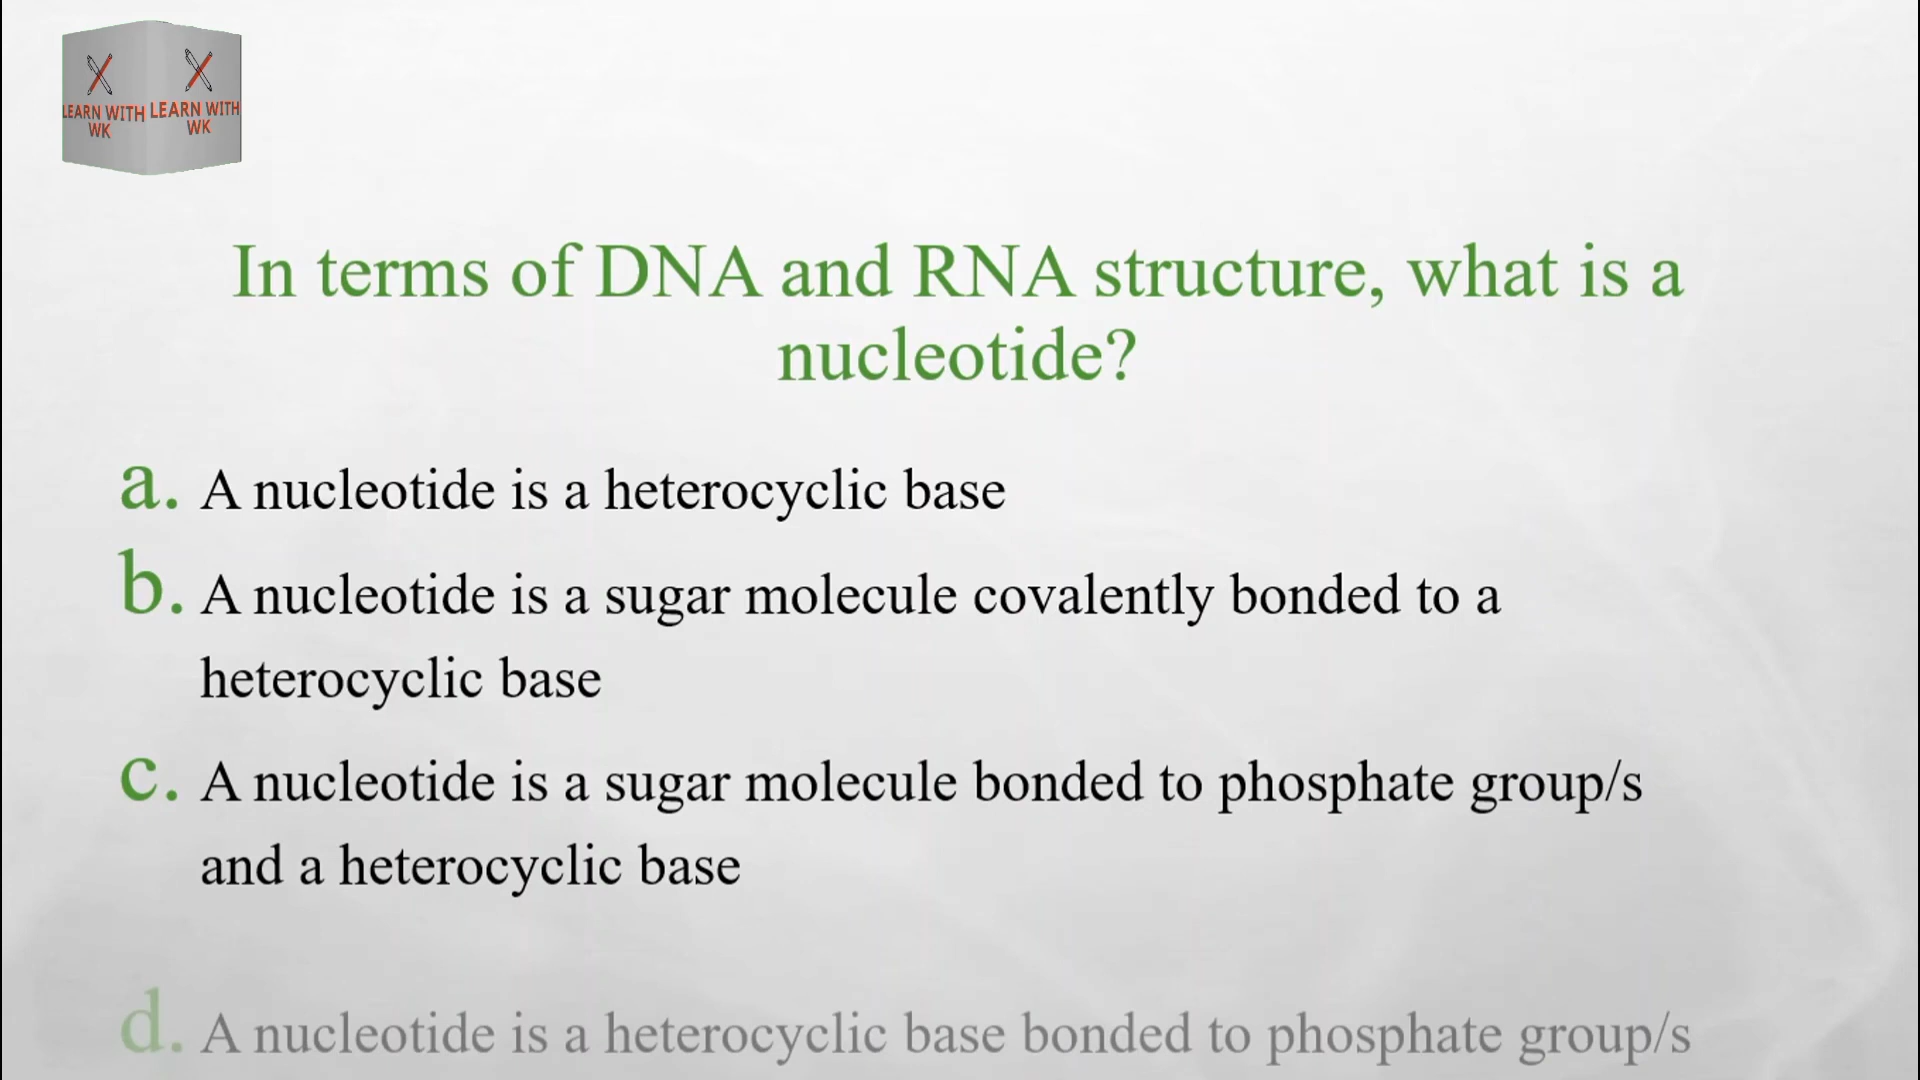 LEARN WITH
WK
LEARN WITH
WK
In terms of DNA and RNA structure, what is a
nucleotide?
a. A nucleotide is a heterocyclic base
b. A nucleotide is a sugar molecule covalently bonded to a
heterocyclic base
c. A nucleotide is a sugar molecule bonded to phosphate group/s
and a heterocyclic base
d. A nucleotide is a heterocyclic base bonded to phosphate group/s